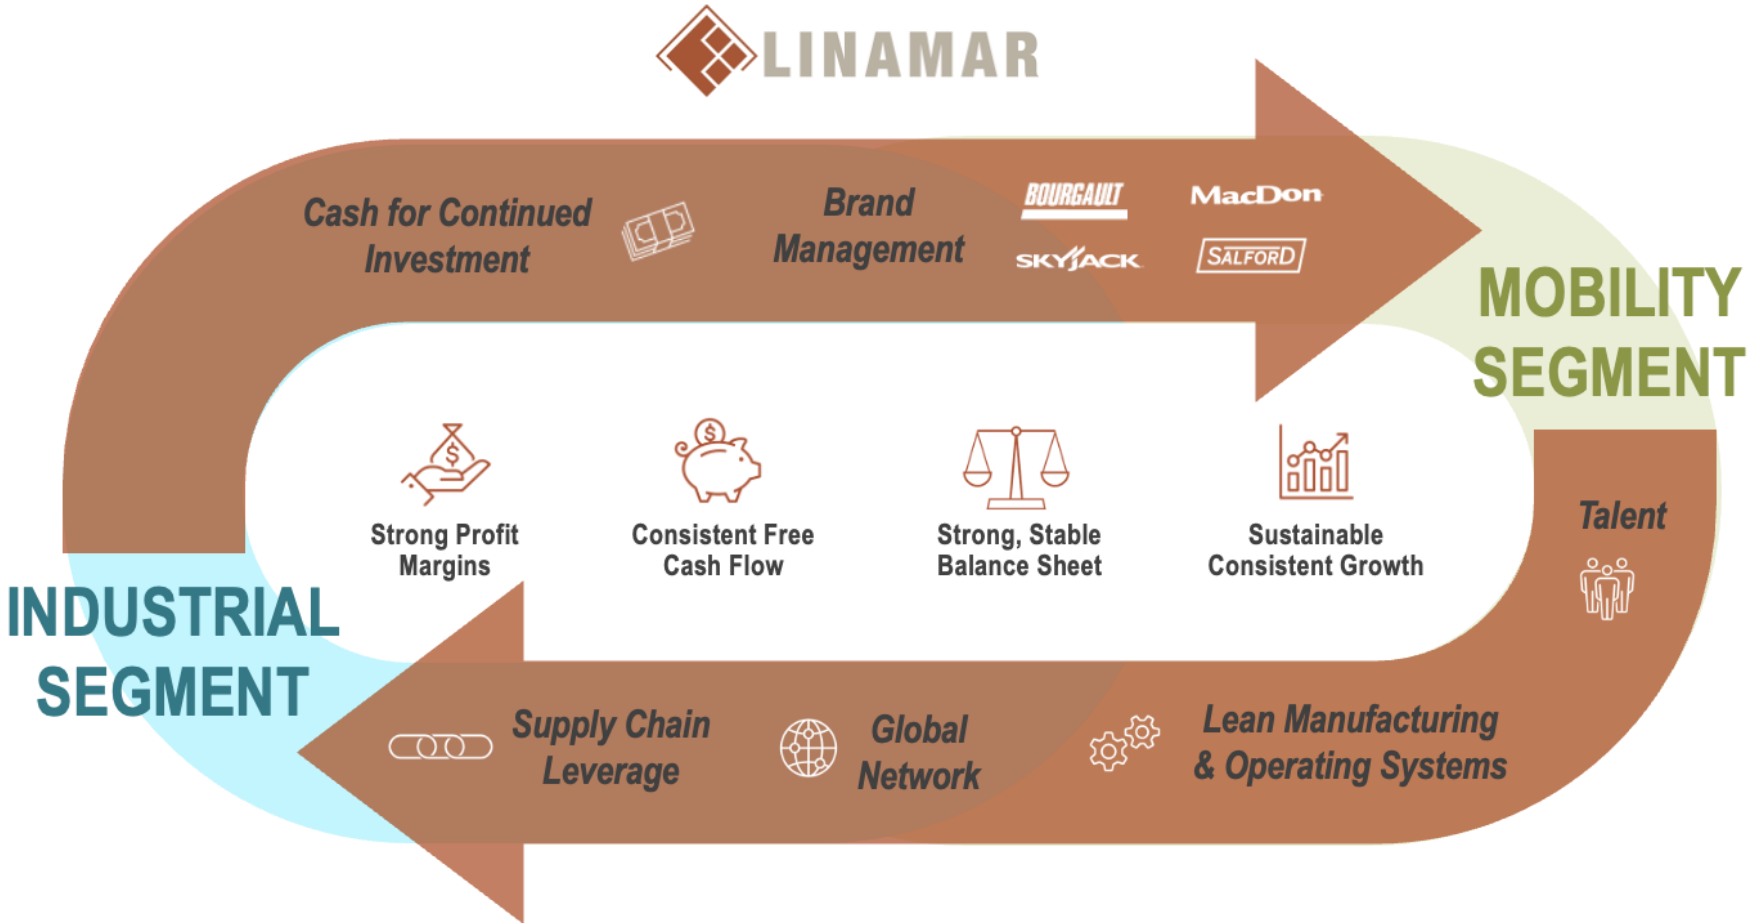 LINAMAR
Cash for Continued
Investment
Brand
Management
BOURGAULT
MacDon
SKYJACK
SALFORD
MOBILITY
SEGMENT
Strong Profit
Margins
Consistent Free
Cash Flow
Strong, Stable
Balance Sheet
Sustainable
Consistent Growth
Talent
INDUSTRIAL
SEGMENT
Supply Chain
Leverage
Global
Network
Lean Manufacturing
& Operating Systems